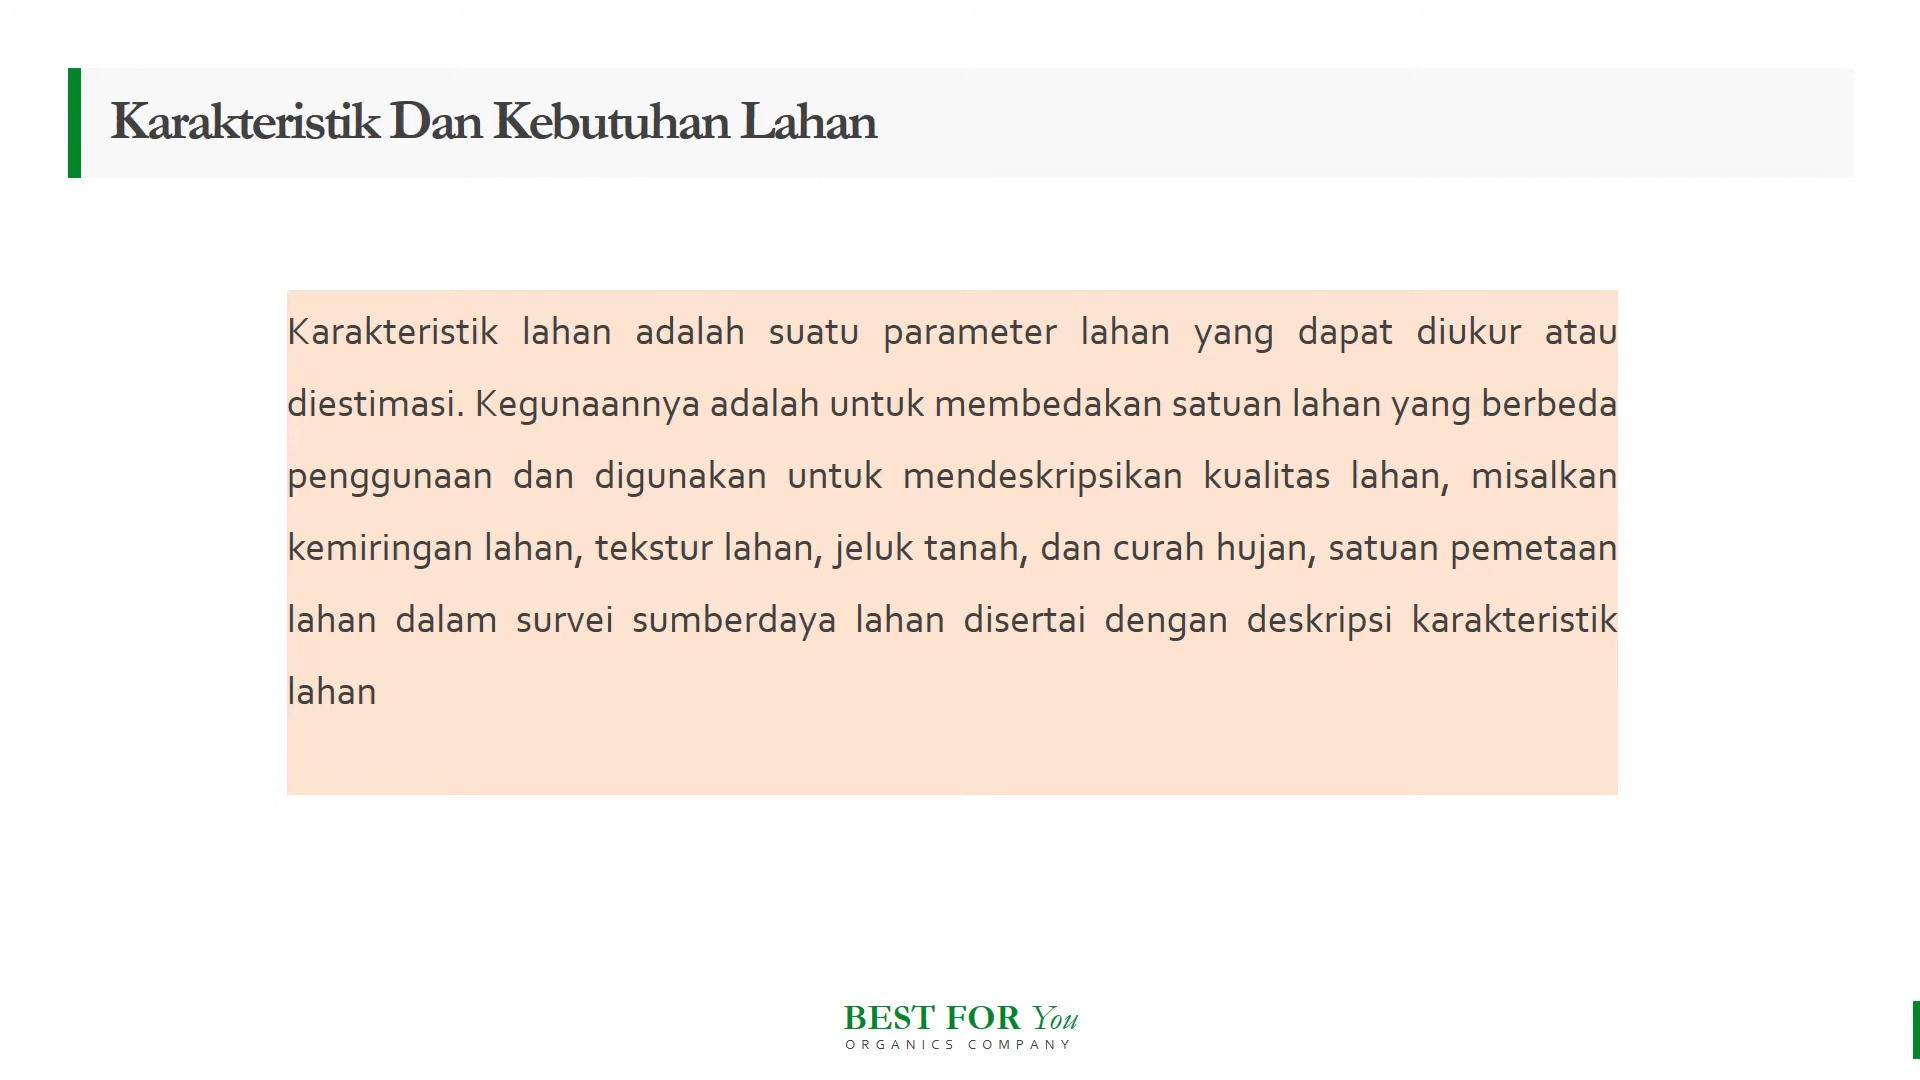 Karakteristik Dan Kebutuhan Lahan
Karakteristik lahan adalah suatu parameter lahan yang dapat diukur atau
diestimasi. Kegunaannya adalah untuk membedakan satuan lahan yang berbeda
penggunaan dan digunakan untuk mendeskripsikan kualitas lahan, misalkan
kemiringan lahan, tekstur lahan, jeluk tanah, dan curah hujan, satuan pemetaan
lahan dalam survei sumberdaya lahan disertai dengan deskripsi karakteristik
lahan
BEST FOR You
ORGANICS COMPANY